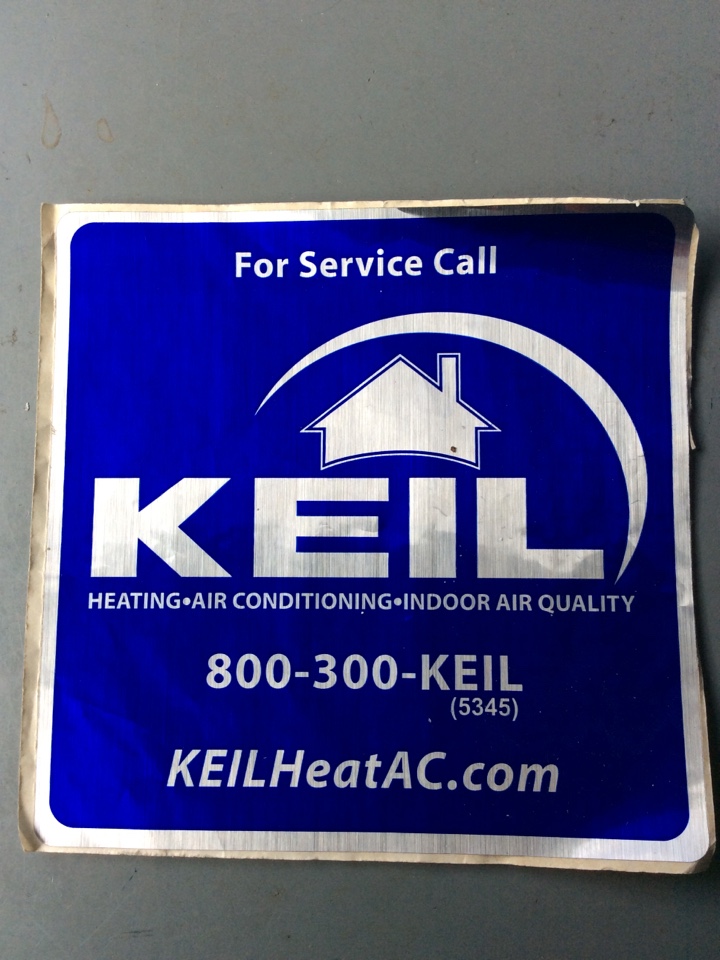 For Service Call
KEIL
HEATING•AIR CONDITIONING•INDOOR AIR QUALITY
800-300-KEIL
(5345)
KEILHeatAC.com